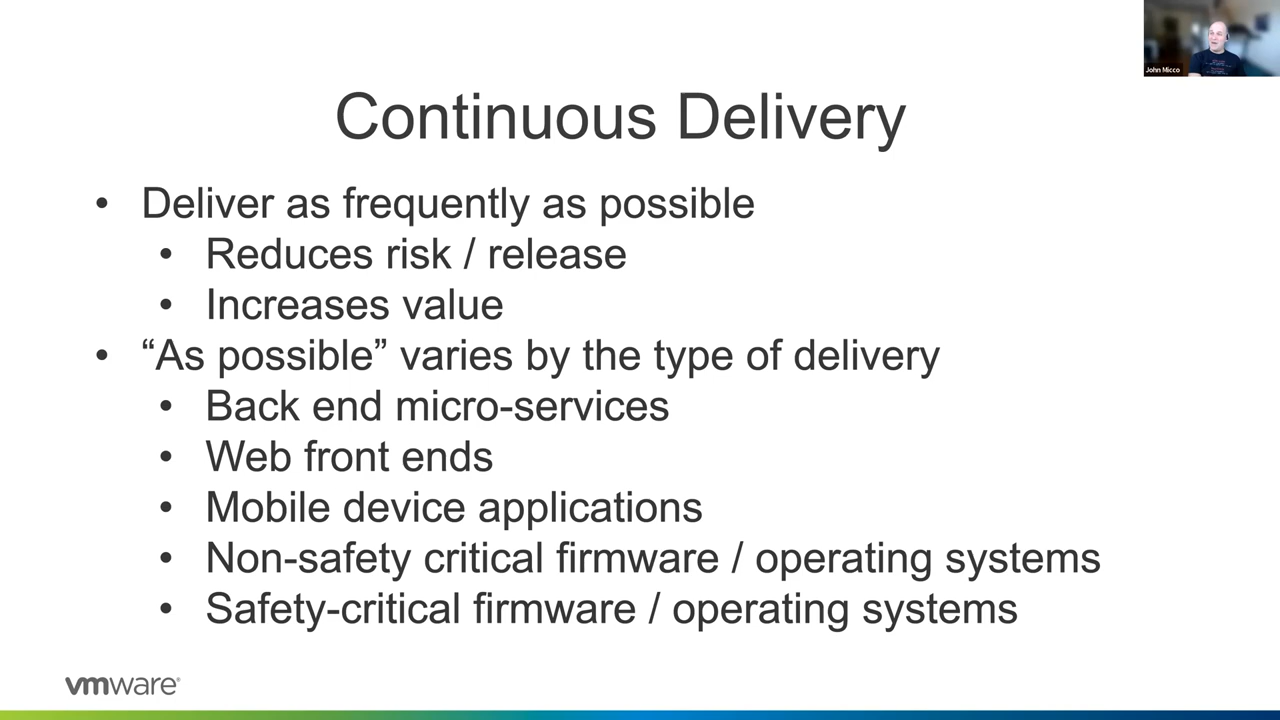 John Micco
Continuous Delivery
• Deliver as frequently as possible
• Reduces risk / release
• Increases value
• “As possible” varies by the type of delivery
• Back end micro-services
• Web front ends
• Mobile device applications
• Non-safety critical firmware / operating systems
• Safety-critical firmware / operating systems
vmware®